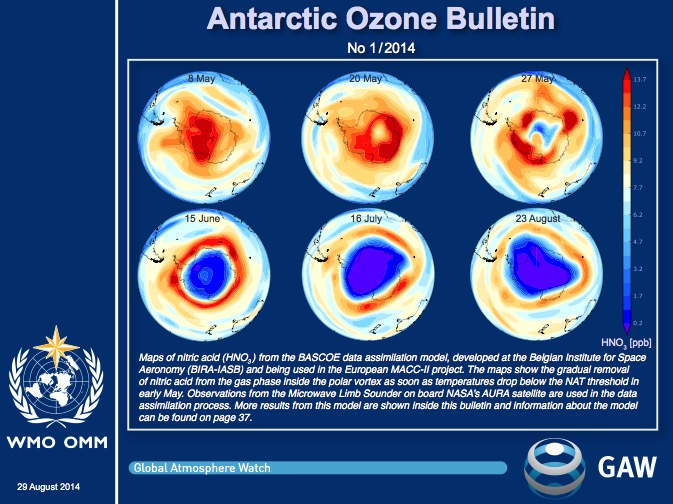 Antarctic Ozone Bulletin
No 1/2014
8 May
20 May
27 May
13.7
12.2
10.7
9.2
7.7
6.2
4.7
3.2
1.7
0.2
15 June
16 July
23 August
HNO3 [ppb]
Maps of nitric acid (HNO3) from the BASCOE data assimilation model, developed at the Belgian Institute for Space
Aeronomy (BIRA-IASB) and being used in the European MACC-II project. The maps show the gradual removal
of nitric acid from the gas phase inside the polar vortex as soon as temperatures drop below the NAT threshold in
early May. Observations from the Microwave Limb Sounder on board NASA's AURA satellite are used in the data
assimilation process. More results from this model are shown inside this bulletin and information about the model
can be found on page 37.
WMO OMM
Global Atmosphere Watch
GAW
29 August 2014